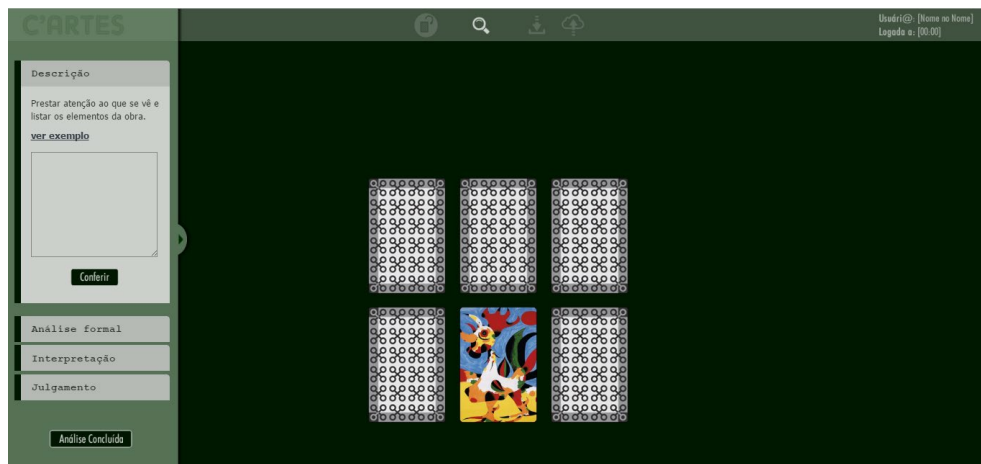 C'ARTES
Usuári@: [Nome no Nome]
Logada a: [00:00]
Descrição
Prestar atenção ao que se vê e
listar os elementos da obra.
ver exemplo
Conferir
Análise formal
Interpretação
Julgamento
Análise Concluída